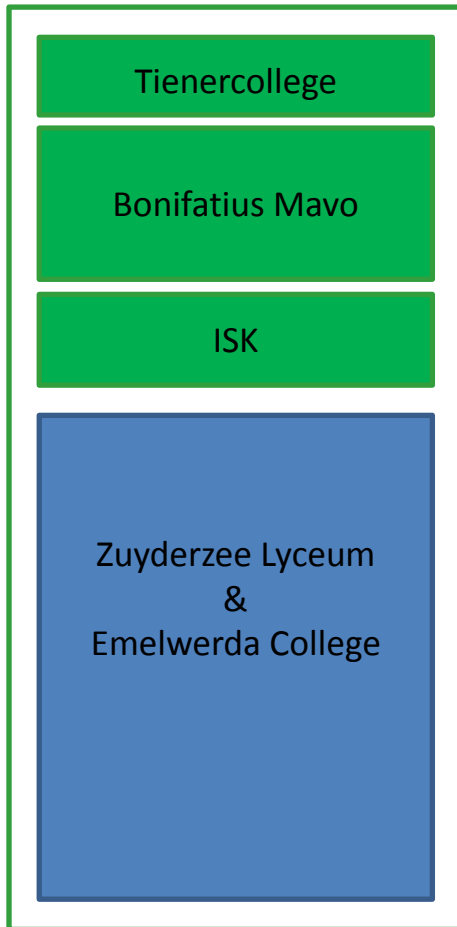 Tienercollege
Bonifatius Mavo
ISK
Zuyderzee Lyceum
&
Emelwerda College